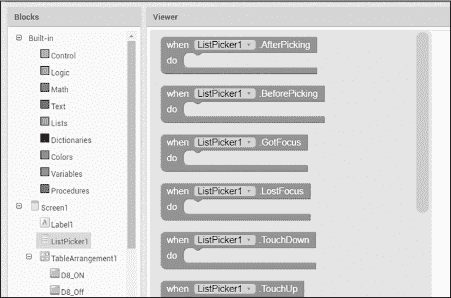 Blocks
Viewer
Built-in
Control
Logic
Math
Text
Lists
Dictionaries
Colors
Variables
Procedures
Screen1
A Label1
ListPicker1
TableArrangement1
D8_ON
D8_Off
when ListPicker1 .AfterPicking
do
when ListPicker1 .BeforePicking
do
when ListPicker1 .GotFocus
do
when ListPicker1 .LostFocus
do
when ListPicker1 .TouchDown
do
when ListPicker1 .TouchUp